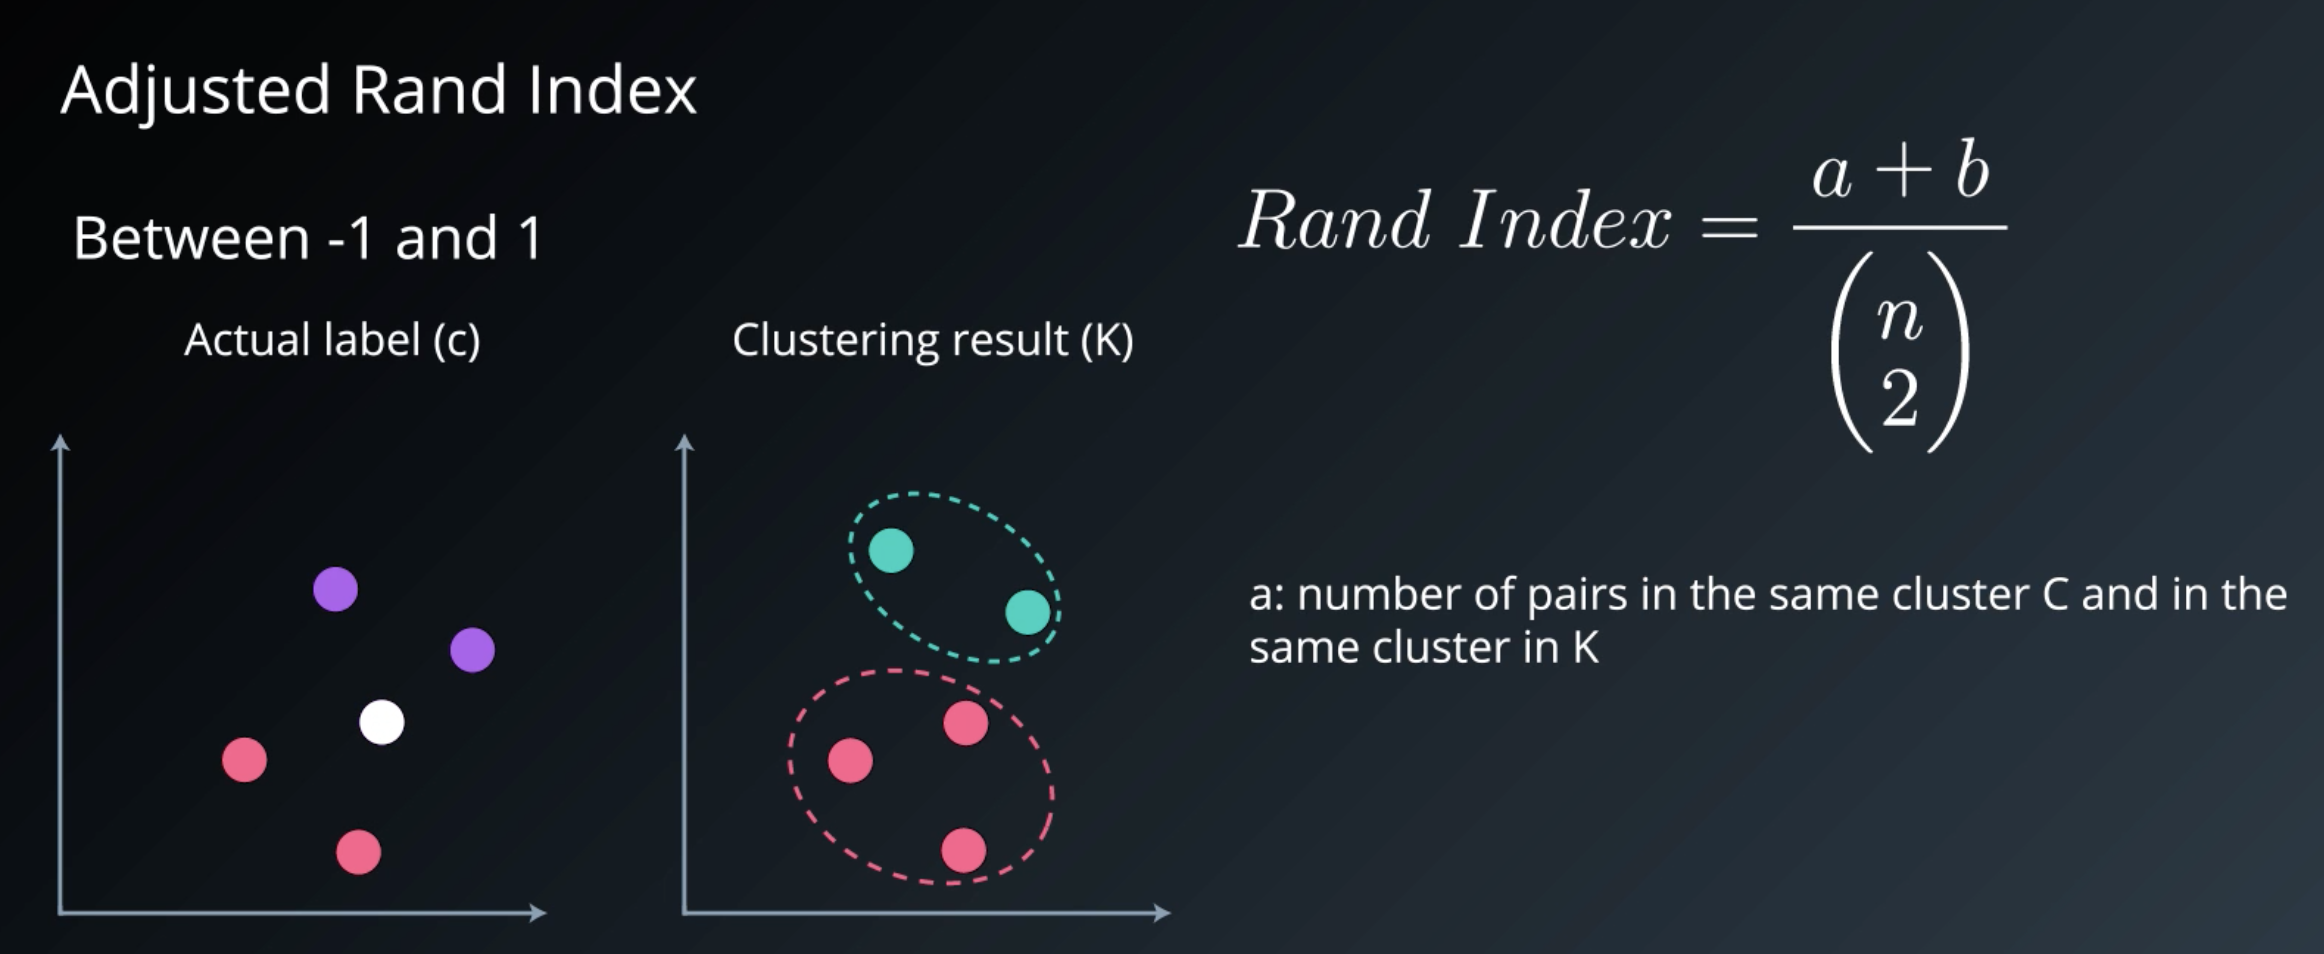 Adjusted Rand Index
Between -1 and 1
Actual label (c)
Clustering result (K)
Rand Index = \frac{a + b}{\binom{n}{2}}
a: number of pairs in the same cluster C and in the
same cluster in K